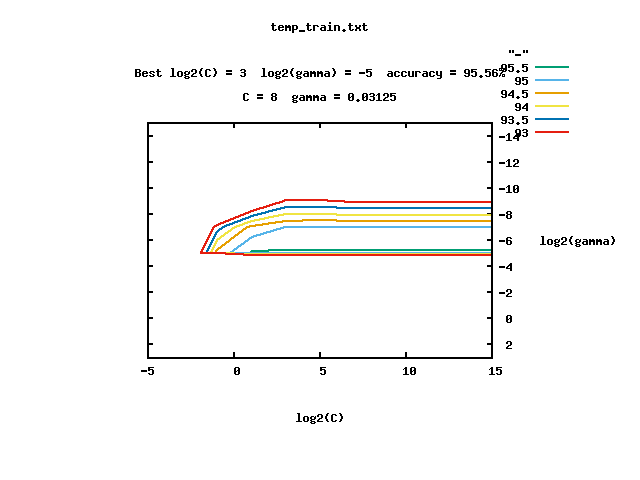 temp_train.txt
"_"
Best log2(C) = 3  log2(gamma) = -5  accuracy = 95.56%
95.5
95
C = 8  gamma = 0.03125
94.5
94
93.5
93
-14
-12
-10
-8
-6
log2(gamma)
-4
-2
0
2
-5 0 5 10 15
log2(C)